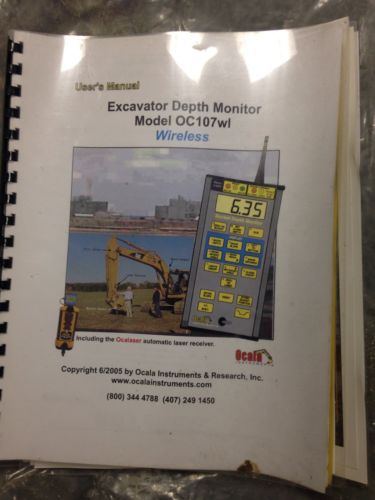 User's Manual
Excavator Depth Monitor
Model OC107wl
Wireless
6.35
Including the Ocalaser automatic laser receiver.
Ocala
Copyright 6/2005 by Ocala Instruments & Research, Inc.
www.ocalainstruments.com
(800) 344 4788 (407) 249 1450